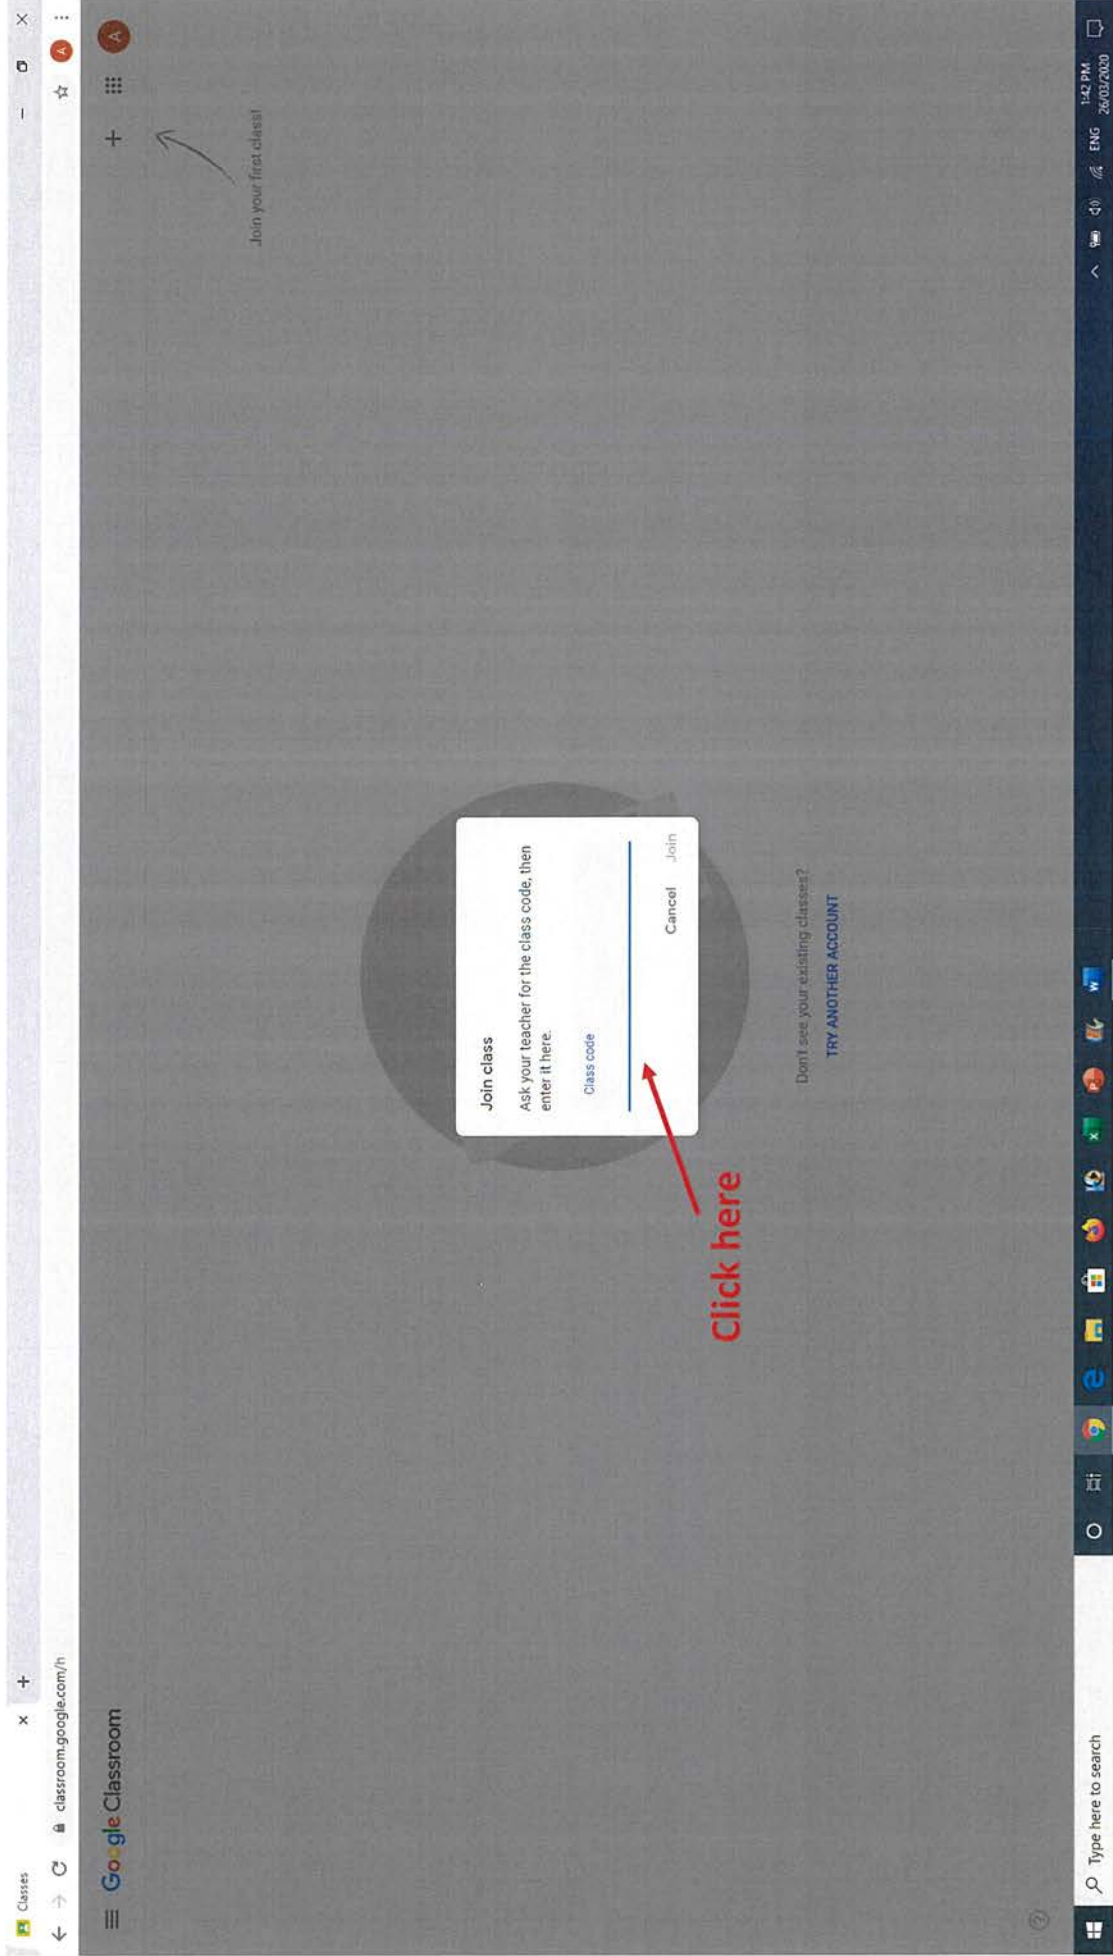 Classes
classroom.google.com/h
Google Classroom
A
A
Join your first class!
Join class
Ask your teacher for the class code, then
enter it here.
Class code
Cancel Join
Click here
Don't see your existing classes?
TRY ANOTHER ACCOUNT
Type here to search
ENG
1:42 PM
26/03/2020